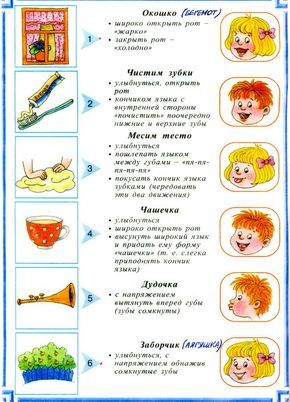 Окошко (БЕГЕМОТ)
1
• широко открыть рот –
«жарко»
• закрыть рот –
«холодно»
Чистим зубки
2
• улыбнуться, открыть
рот
• кончиком языка с
внутренней стороны
«почистить» поочередно
нижние и верхние зубы
Месим тесто
3
• улыбнуться
• пошлепать языком
между губами – «пя-пя-
пя-пя-пя»
• покусать кончик языка
зубками (чередовать
эти два движения)
Чашечка
4
• улыбнуться
• широко открыть рот
• высунуть широкий язык
и придать ему форму
«чашечки» (т. е. слегка
приподнять кончик
языка)
Дудочка
5
• с напряжением
вытянуть вперед губы
(зубы сомкнуты)
Заборчик (ЛЯГУШКА)
6
• улыбнуться, с
напряжением обнажив
сомкнутые зубы